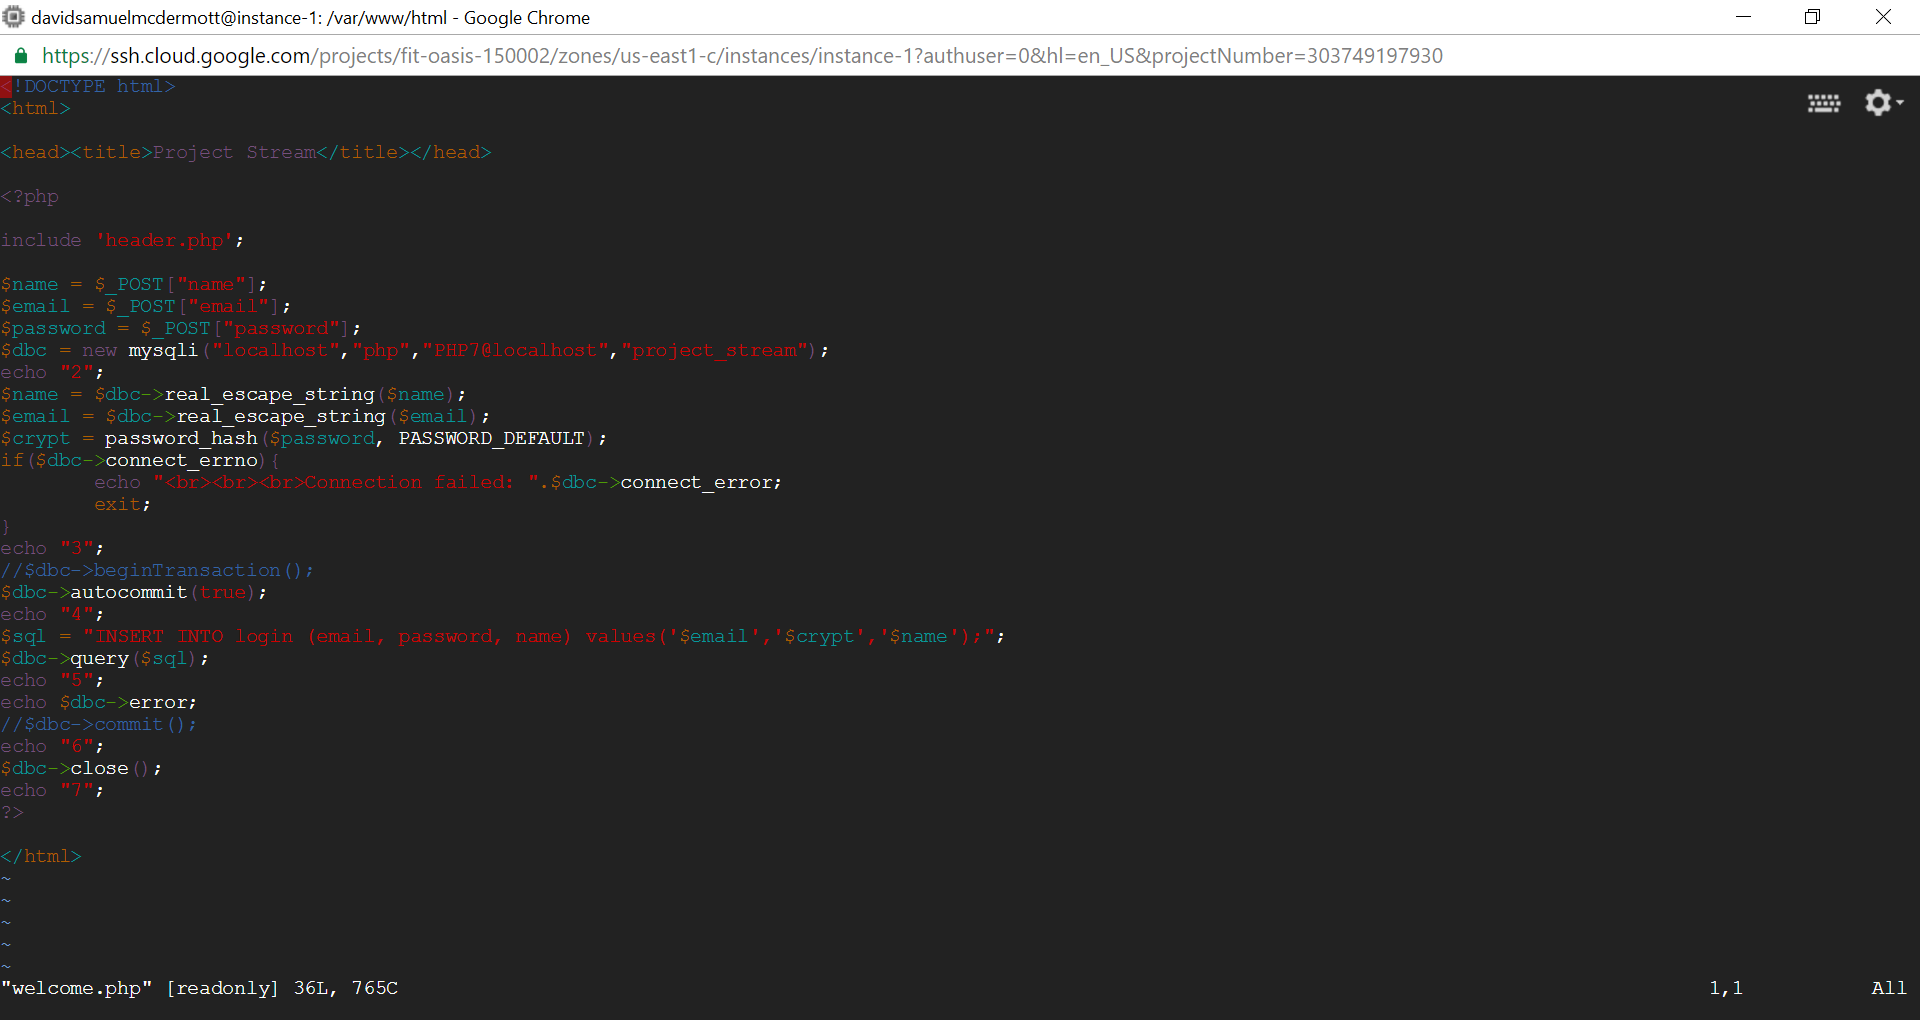 davidsamuelmcdermott@instance-1: /var/www/html - Google Chrome
https://ssh.cloud.google.com/projects/fit-oasis-150002/zones/us-east1-c/instances/instance-1?authuser=0&hl=en_US&projectNumber=303749197930
<!DOCTYPE html>
<html>
<head><title>Project Stream</title></head>
<?php
include 'header.php';
$name = $_POST["name"];
$email = $_POST["email"];
$password = $_POST["password"];
$dbc = new mysqli("localhost","php","PHP7@localhost","project_stream");
echo "2";
$name = $dbc->real_escape_string($name);
$email = $dbc->real_escape_string($email);
$crypt = password_hash($password, PASSWORD_DEFAULT);
if($dbc->connect_errno){
        echo "<br><br><br>Connection failed: ".$dbc->connect_error;
        exit;
}
echo "3";
//$dbc->beginTransaction();
$dbc->autocommit(true);
echo "4";
$sql = "INSERT INTO login (email, password, name) values('$email','$crypt','$name');";
$dbc->query($sql);
echo "5";
echo $dbc->error;
//$dbc->commit();
echo "6";
$dbc->close();
echo "7";
?>
</html>
~
~
~
~
~
"welcome.php" [readonly] 36L, 765C 1,1 All